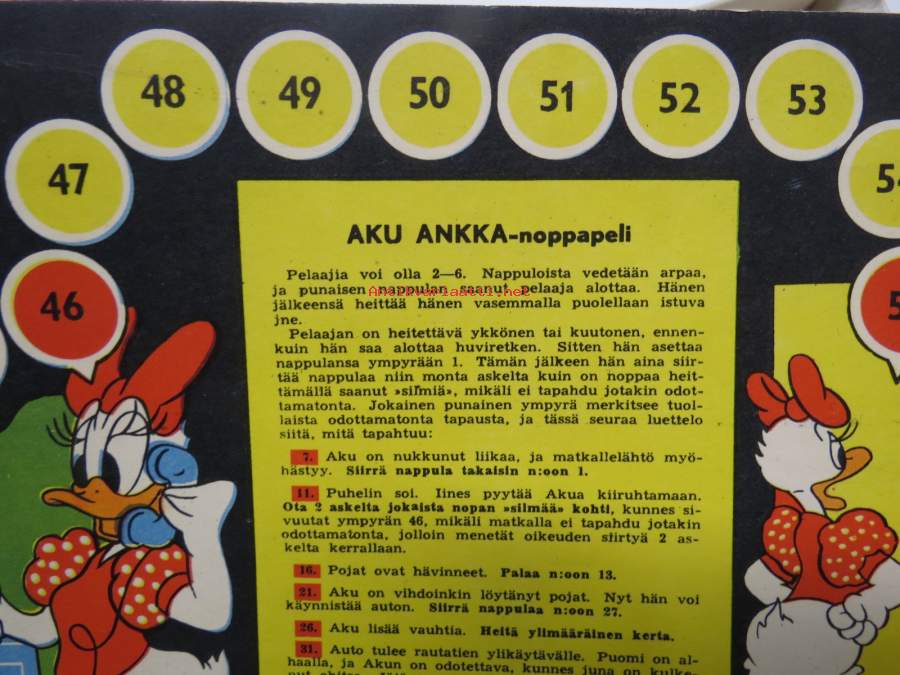 48 49 50 51 52 53
47
54
46
5
AKU ANKKA-noppapeli
Pelaajia voi olla 2—6. Nappuloista vedetään arpaa,
ja punaisen nappulan saanut pelaaja alottaa. Hänen
Antikvariaatti.net
jälkeensä heittää hänen vasemmalla puolellaan istuva
jne.
Pelaajan on heitettävä ykkönen tai kuutonen, ennen-
kuin hän saa alottaa huviretken. Sitten hän asettaa
nappulansa ympyrään 1. Tämän jälkeen hän aina siir-
tää nappulaa niin monta askelta kuin on noppaa heit-
tämällä saanut »silmiä», mikäli ei tapahdu jotakin odot-
tamatonta. Jokainen punainen ympyrä merkitsee tuol-
laista odottamatonta tapausta, ja tässä seuraa luettelo
siitä, mitä tapahtuu:
7. Aku on nukkunut liikaa, ja matkallelähtö myö-
hästyy. Siirrä nappula takaisin n:oon 1.
11. Puhelin soi. Iines pyytää Akua kiiruhtamaan.
Ota 2 askelta jokaista nopan »silmää» kohti, kunnes si-
vuutat ympyrän 46, mikäli matkalla ei tapahdu jotakin
odottamatonta, jolloin menetät oikeuden siirtyä 2 as-
kelta kerrallaan.
16. Pojat ovat hävinneet. Palaa n:oon 13.
21. Aku on vihdoinkin löytänyt pojat. Nyt hän voi
käynnistää auton. Siirrä nappulaa n:oon 27.
26. Aku lisää vauhtia. Heitä ylimääräinen kerta.
31. Auto tulee rautatien ylikäytävälle. Puomi on al-
haalla, ja Akun on odotettava, kunnes juna on kulke-